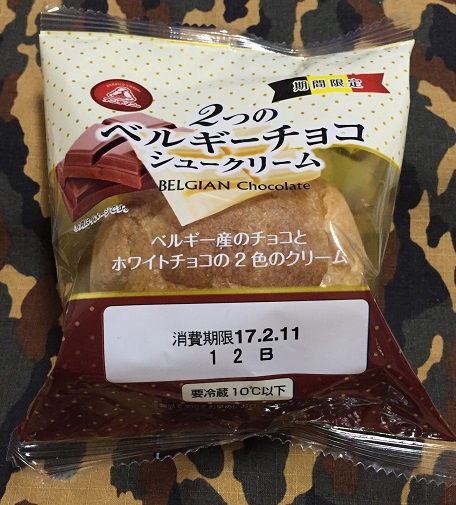 期間限定
2つの
ベルギーチョコ
シュークリーム
BELGIAN Chocolate
ベルギー産のチョコと
ホワイトチョコの2色のクリーム
消費期限17.2.11
12B
要冷蔵10℃以下